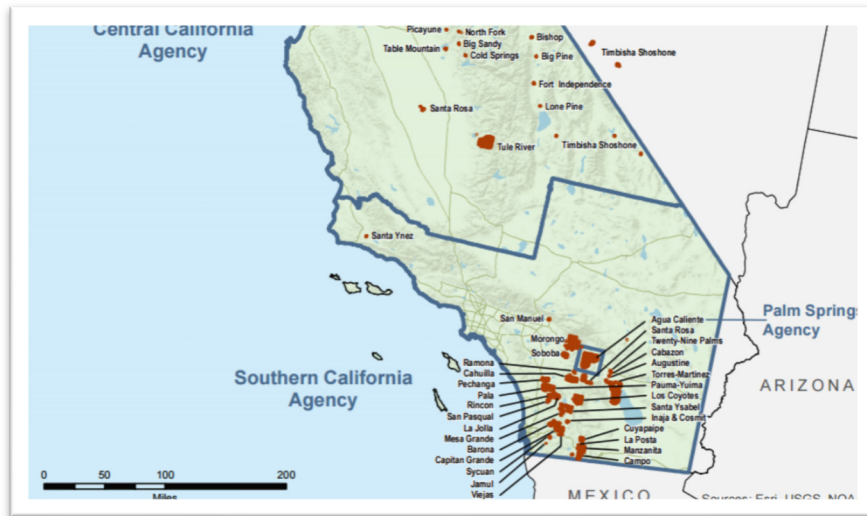 Central California
Agency
Picayune
North Fork
Big Sandy
Table Mountain
Cold Springs
Bishop
Big Pine
Timbisha Shoshone
Fort Independence
Santa Rosa
Lone Pine
Tule River
Timbisha Shoshone
Santa Ynez
San Manuel
Morongo
Soboba
Agua Caliente
Santa Rosa
Twenty-Nine Palms
Cabazon
Augustine
Torres-Martinez
Pauma-Yuima
Los Coyotes
Santa Ysabel
Inaja & Cosmit
Cuyapaipe
La Posta
Manzanita
Campo
Palm Springs
Agency
Ramona
Cahuilla
Pechanga
Pala
Rincon
San Pasqual
La Jolla
Mesa Grande
Barona
Capitan Grande
Sycuan
Jamul
Viejas
Southern California
Agency
ARIZONA
0 50 100 200
Miles
MEXICO
Sources: Esri, USGS, NOA